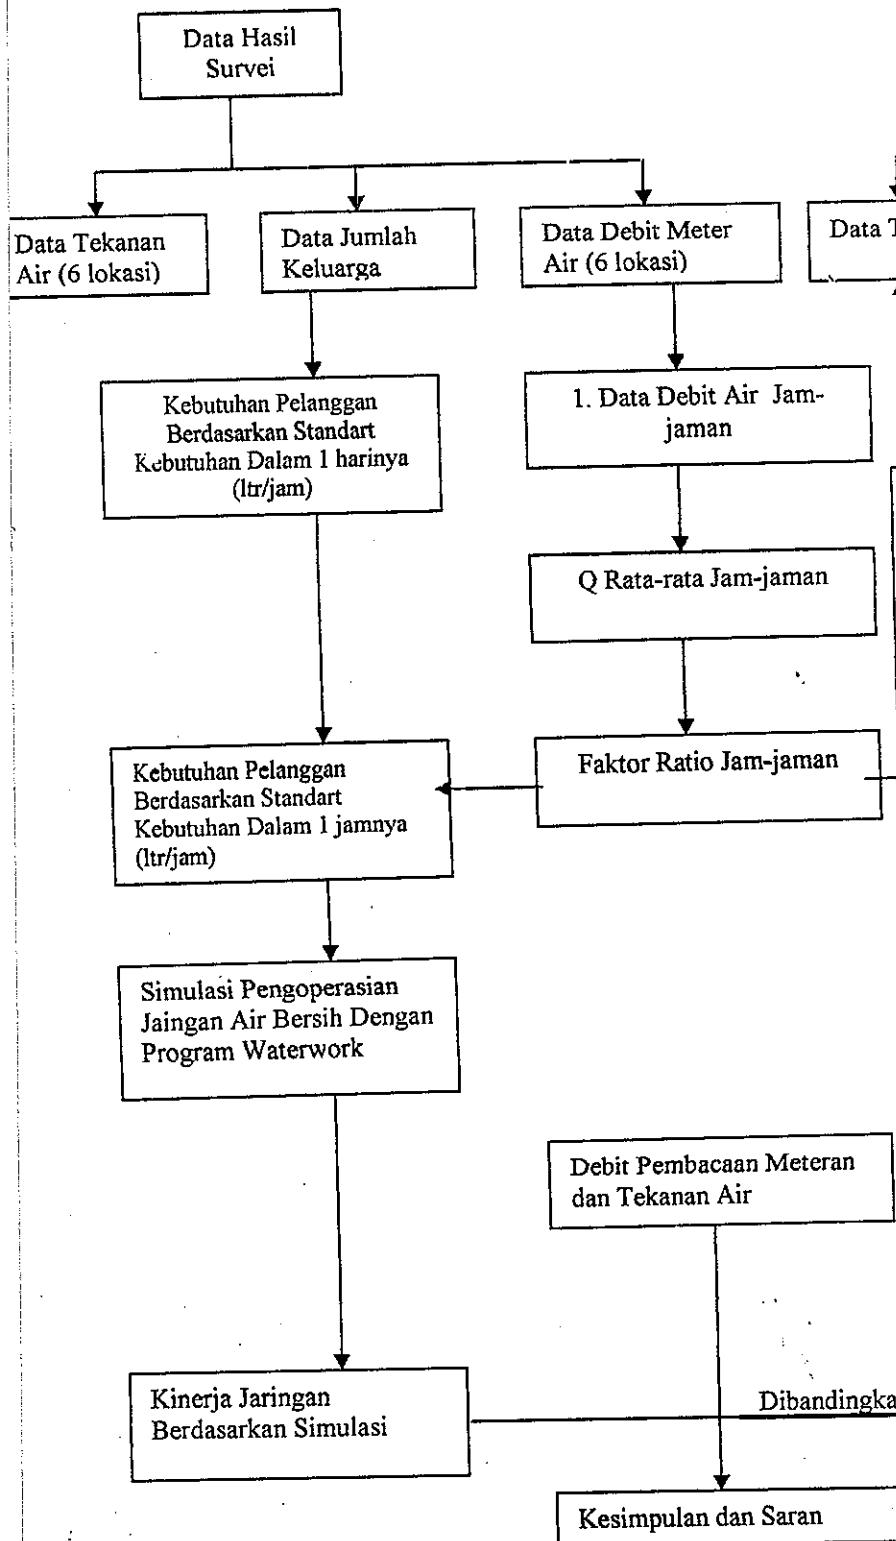 Data Hasil
Survei
Data Tekanan
Air (6 lokasi)
Data Jumlah
Keluarga
Data Debit Meter
Air (6 lokasi)
Data T
Kebutuhan Pelanggan
Berdasarkan Standart
Kebutuhan Dalam 1 harinya
(ltr/jam)
1. Data Debit Air Jam-
jaman
Q Rata-rata Jam-jaman
Kebutuhan Pelanggan
Berdasarkan Standart
Kebutuhan Dalam 1 jamnya
(ltr/jam)
Faktor Ratio Jam-jaman
Simulasi Pengoperasian
Jaingan Air Bersih Dengan
Program Waterwork
Debit Pembacaan Meteran
dan Tekanan Air
Kinerja Jaringan
Berdasarkan Simulasi
Dibandingka
Kesimpulan dan Saran